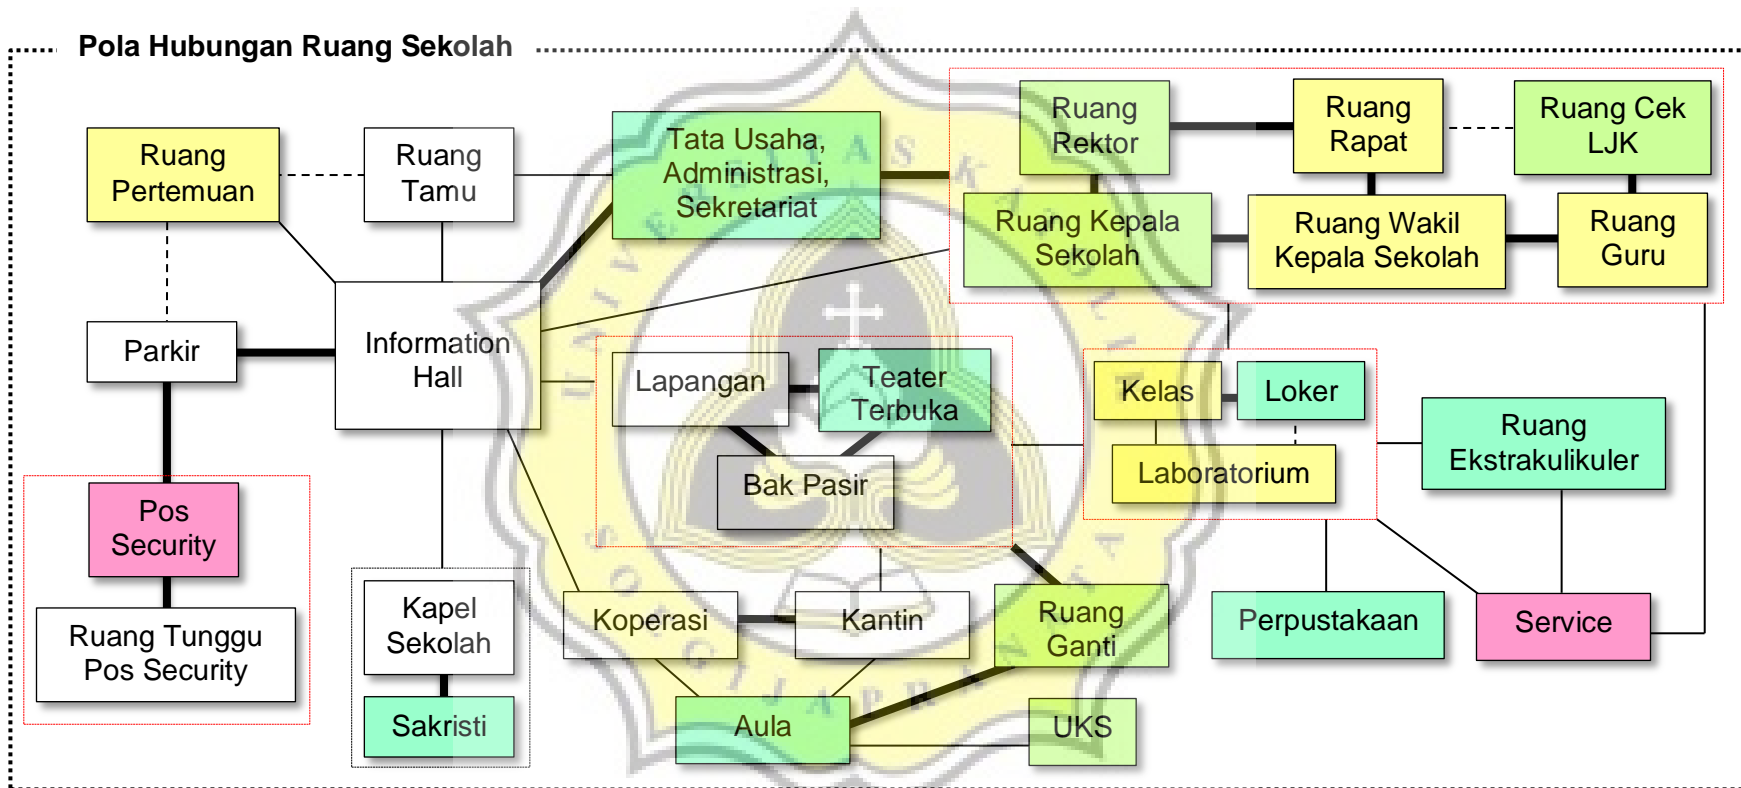 Pola Hubungan Ruang Sekolah
Ruang
Pertemuan
Ruang
Tamu
Tata Usaha,
Administrasi,
Sekretariat
Ruang
Rektor
Ruang
Rapat
Ruang Cek
LJK
Ruang Kepala
Sekolah
Ruang Wakil
Kepala Sekolah
Ruang
Guru
Parkir
Information
Hall
Lapangan
Teater
Terbuka
Bak Pasir
Kelas
Loker
Laboratorium
Ruang
Ekstrakulikuler
Pos
Security
Ruang Tunggu
Pos Security
Kapel
Sekolah
Sakristi
Koperasi
Kantin
Ruang
Ganti
Perpustakaan
Service
Aula
UKS
UNIVERSITAS KATOLIK
SOEGIJAPRANATA